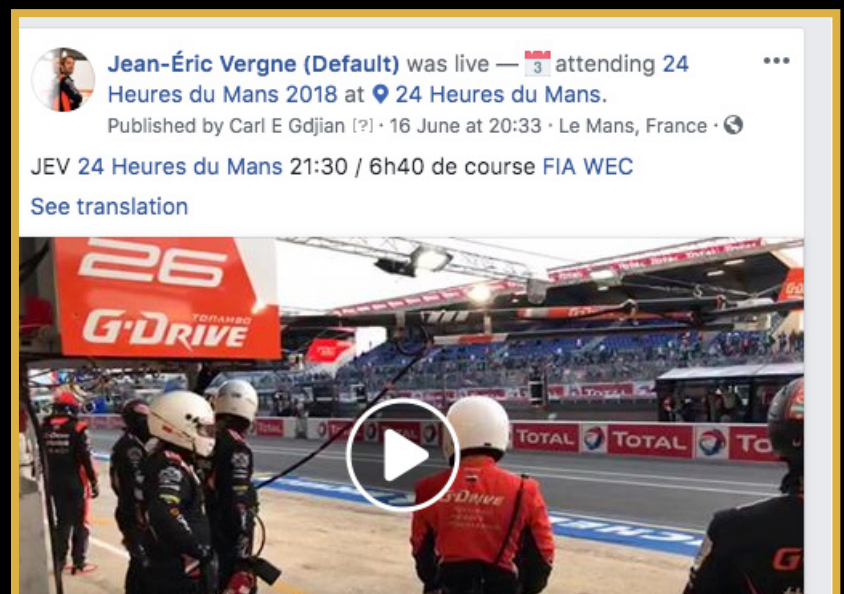 Jean-Éric Vergne (Default) was live — 3 attending 24
Heures du Mans 2018 at 24 Heures du Mans.
Published by Carl E Gdjian [?] · 16 June at 20:33 · Le Mans, France ·
JEV 24 Heures du Mans 21:30 / 6h40 de course FIA WEC
See translation
26
ТОПЛИВО
G-DRIVE
TOTAL
TOTAL
TO
G-DRIVE